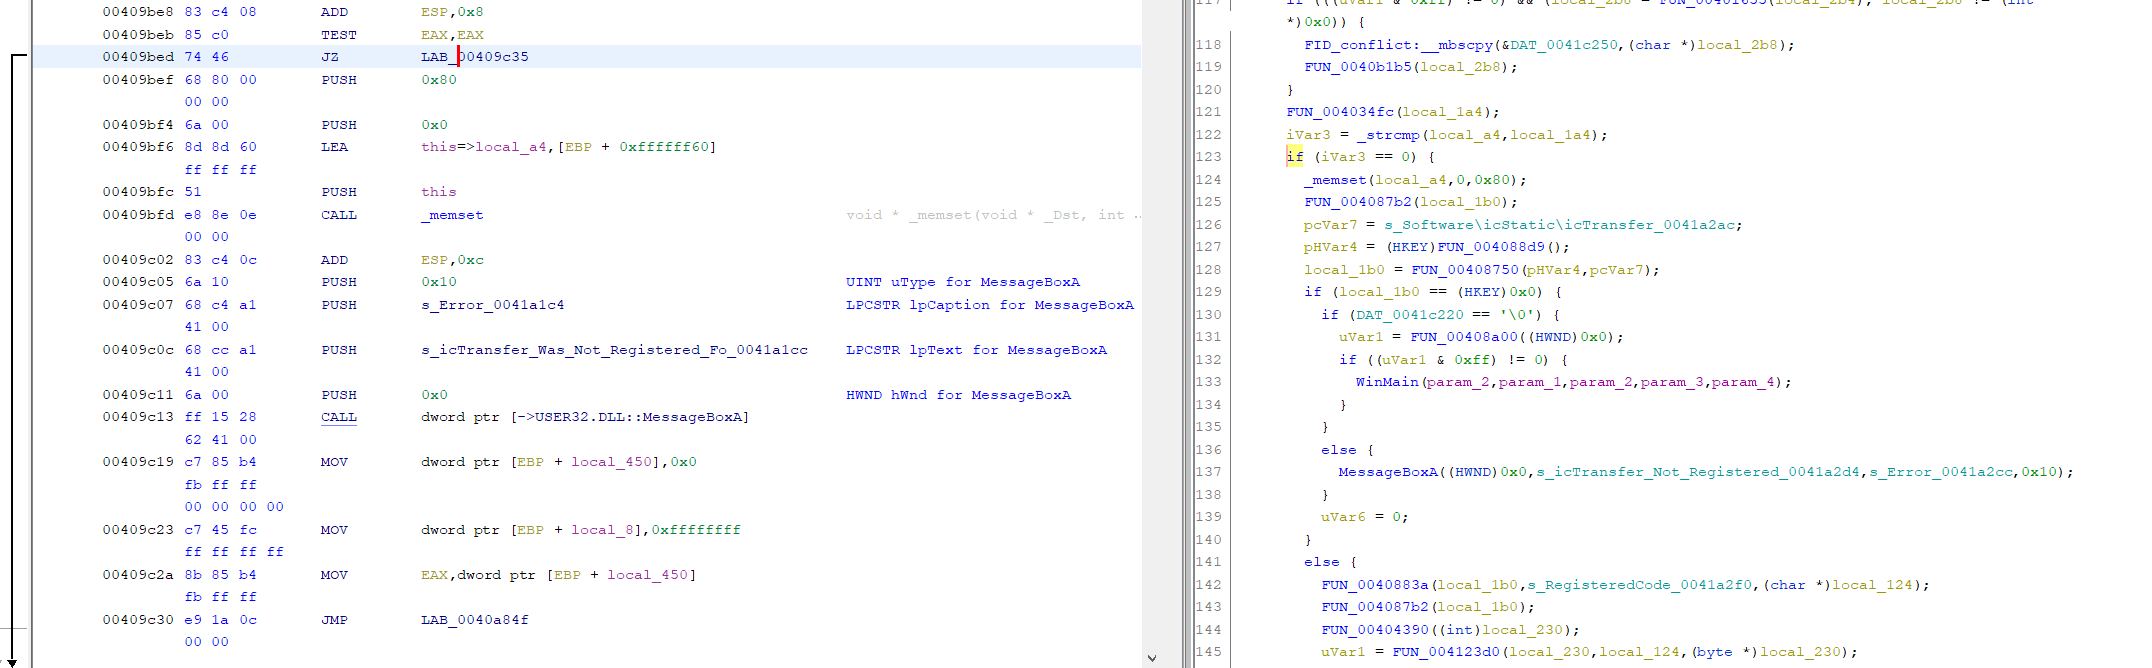 00409be8 83 c4 08 ADD ESP,0x8
00409beb 85 c0 TEST EAX,EAX
00409bed 74 46 JZ LAB_00409c35
00409bef 68 80 00 PUSH 0x80
00 00
00409bf4 6a 00 PUSH 0x0
00409bf6 8d 8d 60 LEA this=>local_a4,[EBP + 0xffffff60]
ff ff ff
00409bfc 51 PUSH this
00409bfd e8 8e 0e CALL _memset void * _memset(void * _Dst, int ..
00 00
00409c02 83 c4 0c ADD ESP,0xc
00409c05 6a 10 PUSH 0x10 UINT uType for MessageBoxA
00409c07 68 c4 a1 PUSH s_Error_0041a1c4 LPCSTR lpCaption for MessageBoxA
41 00
00409c0c 68 cc a1 PUSH s_icTransfer_Was_Not_Registered_Fo_0041a1cc LPCSTR lpText for MessageBoxA
41 00
00409c11 6a 00 PUSH 0x0 HWND hWnd for MessageBoxA
00409c13 ff 15 28 CALL dword ptr [->USER32.DLL::MessageBoxA]
62 41 00
00409c19 c7 85 b4 MOV dword ptr [EBP + local_450],0x0
fb ff ff
00 00 00 00
00409c23 c7 45 fc MOV dword ptr [EBP + local_8],0xffffffff
ff ff ff ff
00409c2a 8b 85 b4 MOV EAX,dword ptr [EBP + local_450]
fb ff ff
00409c30 e9 1a 0c JMP LAB_0040a84f
00 00
*)0x0)) {
118 FID_conflict:__mbscpy(&DAT_0041c250,(char *)local_2b8);
119 FUN_0040b1b5(local_2b8);
120 }
121 FUN_004034fc(local_1a4);
122 iVar3 = _strcmp(local_a4,local_1a4);
123 if (iVar3 == 0) {
124 _memset(local_a4,0,0x80);
125 FUN_004087b2(local_1b0);
126 pcVar7 = s_Software\icStatic\icTransfer_0041a2ac;
127 pHVar4 = (HKEY)FUN_004088d9();
128 local_1b0 = FUN_00408750(pHVar4,pcVar7);
129 if (local_1b0 == (HKEY)0x0) {
130 if (DAT_0041c220 == '\0') {
131 uVar1 = FUN_00408a00((HWND)0x0);
132 if ((uVar1 & 0xff) != 0) {
133 WinMain(param_2,param_1,param_2,param_3,param_4);
134 }
135 }
136 else {
137 MessageBoxA((HWND)0x0,s_icTransfer_Not_Registered_0041a2d4,s_Error_0041a2cc,0x10);
138 }
139 uVar6 = 0;
140 }
141 else {
142 FUN_0040883a(local_1b0,s_RegisteredCode_0041a2f0,(char *)local_124);
143 FUN_004087b2(local_1b0);
144 FUN_00404390((int)local_230);
145 uVar1 = FUN_004123d0(local_230,local_124,(byte *)local_230);